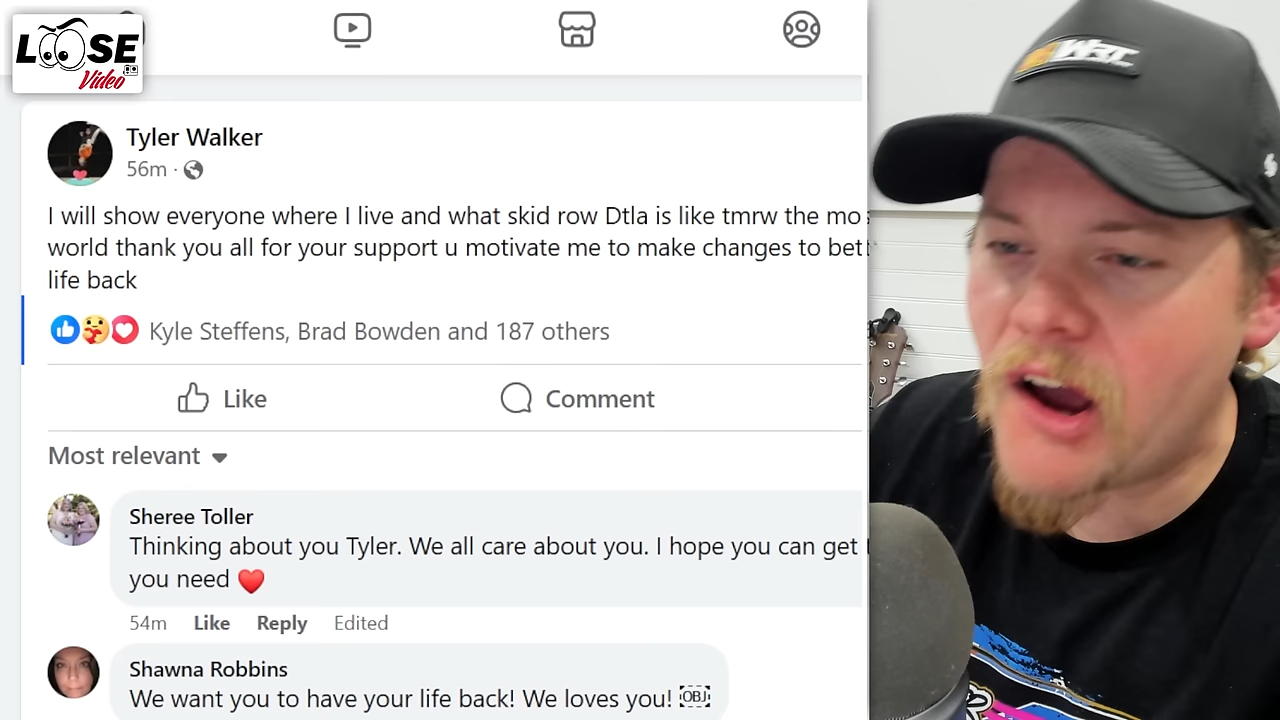 LOOSE
Video
WRT
Tyler Walker
56m ·
I will show everyone where I live and what skid row Dtla is like tmrw the mo
world thank you all for your support u motivate me to make changes to bett
life back
Kyle Steffens, Brad Bowden and 187 others
Like
Comment
Most relevant
Sheree Toller
Thinking about you Tyler. We all care about you. I hope you can get
you need ❤️
54m Like Reply Edited
Shawna Robbins
We want you to have your life back! We loves you! OBJ